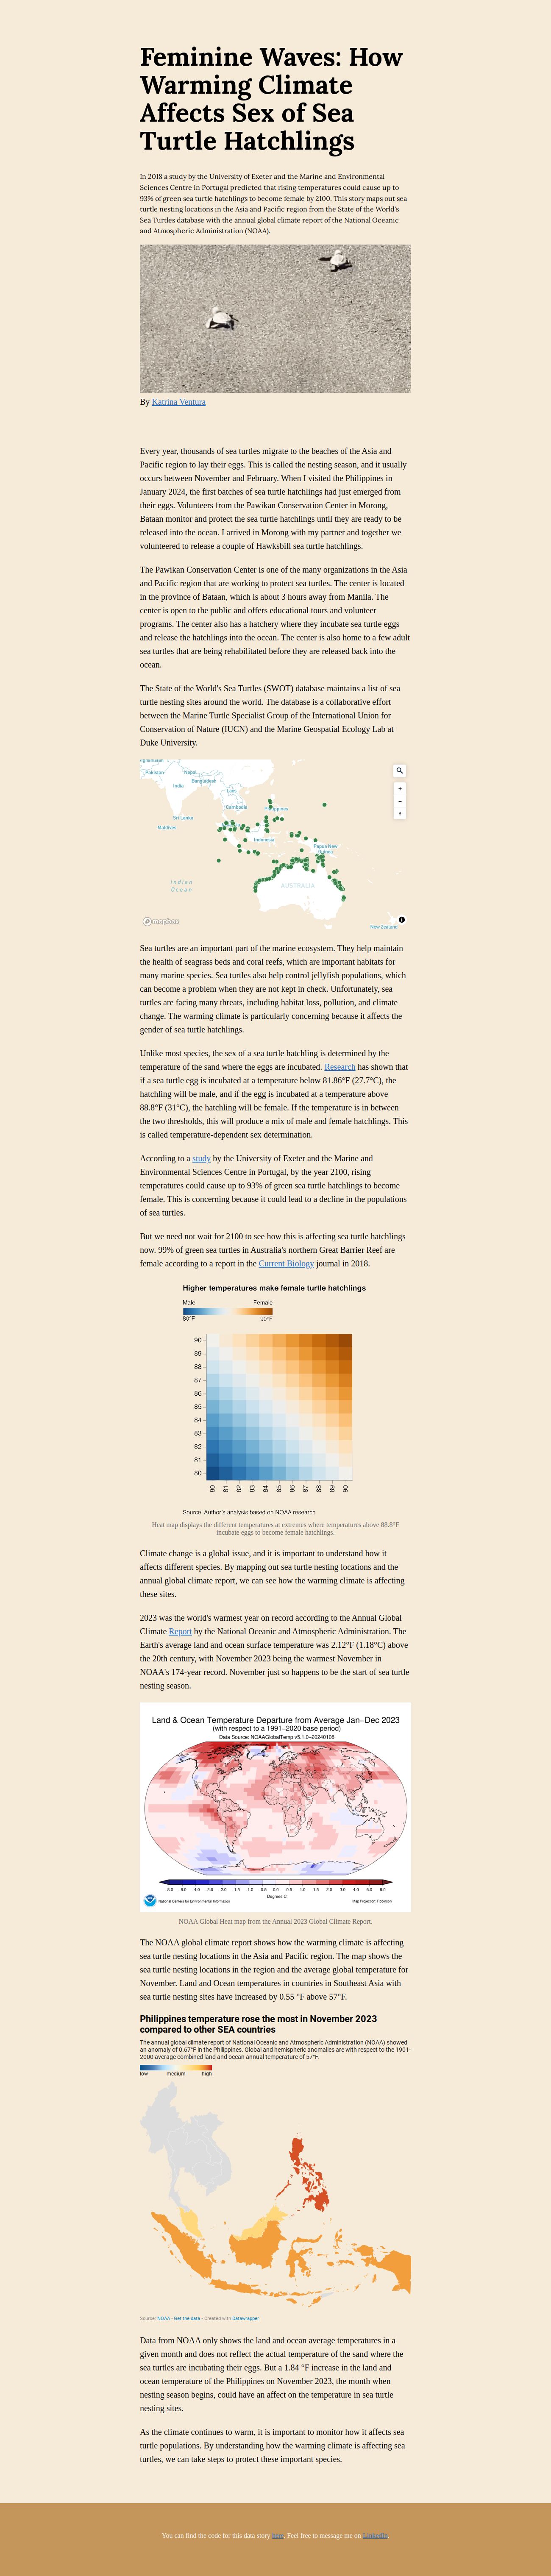 Feminine Waves: How
Warming Climate
Affects Sex of Sea
Turtle Hatchlings
In 2018 a study by the University of Exeter and the Marine and Environmental
Sciences Centre in Portugal predicted that rising temperatures could cause up to
93% of green sea turtle hatchlings to become female by 2100. This story maps out sea
turtle nesting locations in the Asia and Pacific region from the State of the World's
Sea Turtles database with the annual global climate report of the National Oceanic
and Atmospheric Administration (NOAA).
By Katrina Ventura
Every year, thousands of sea turtles migrate to the beaches of the Asia and
Pacific region to lay their eggs. This is called the nesting season, and it usually
occurs between November and February. When I visited the Philippines in
January 2024, the first batches of sea turtle hatchlings had just emerged from
their eggs. Volunteers from the Pawikan Conservation Center in Morong,
Bataan monitor and protect the sea turtle hatchlings until they are ready to be
released into the ocean. I arrived in Morong with my partner and together we
volunteered to release a couple of Hawksbill sea turtle hatchlings.
The Pawikan Conservation Center is one of the many organizations in the Asia
and Pacific region that are working to protect sea turtles. The center is located
in the province of Bataan, which is about 3 hours away from Manila. The
center is open to the public and offers educational tours and volunteer
programs. The center also has a hatchery where they incubate sea turtle eggs
and release the hatchlings into the ocean. The center is also home to a few adult
sea turtles that are being rehabilitated before they are released back into the
ocean.
The State of the World's Sea Turtles (SWOT) database maintains a list of sea
turtle nesting sites around the world. The database is a collaborative effort
between the Marine Turtle Specialist Group of the International Union for
Conservation of Nature (IUCN) and the Marine Geospatial Ecology Lab at
Duke University.
Pakistan
Nepal
Bangladesh
India
Laos
Cambodia
Philippines
Sri Lanka
Maldives
Indonesia
Papua New
Guinea
Indian
Ocean
AUSTRALIA
mapbox
New Zealand
Sea turtles are an important part of the marine ecosystem. They help maintain
the health of seagrass beds and coral reefs, which are important habitats for
many marine species. Sea turtles also help control jellyfish populations, which
can become a problem when they are not kept in check. Unfortunately, sea
turtles are facing many threats, including habitat loss, pollution, and climate
change. The warming climate is particularly concerning because it affects the
gender of sea turtle hatchlings.
Unlike most species, the sex of a sea turtle hatchling is determined by the
temperature of the sand where the eggs are incubated. Research has shown that
if a sea turtle egg is incubated at a temperature below 81.86°F (27.7°C), the
hatchling will be male, and if the egg is incubated at a temperature above
88.8°F (31°C), the hatchling will be female. If the temperature is in between
the two thresholds, this will produce a mix of male and female hatchlings. This
is called temperature-dependent sex determination.
According to a study by the University of Exeter and the Marine and
Environmental Sciences Centre in Portugal, by the year 2100, rising
temperatures could cause up to 93% of green sea turtle hatchlings to become
female. This is concerning because it could lead to a decline in the populations
of sea turtles.
But we need not wait for 2100 to see how this is affecting sea turtle hatchlings
now. 99% of green sea turtles in Australia's northern Great Barrier Reef are
female according to a report in the Current Biology journal in 2018.
Higher temperatures make female turtle hatchlings
Male Female
80°F 90°F
90
89
88
87
86
85
84
83
82
81
80
80 81 82 83 84 85 86 87 88 89 90
Source: Author's analysis based on NOAA research
Heat map displays the different temperatures at extremes where temperatures above 88.8°F
incubate eggs to become female hatchlings.
Climate change is a global issue, and it is important to understand how it
affects different species. By mapping out sea turtle nesting locations and the
annual global climate report, we can see how the warming climate is affecting
these sites.
2023 was the world's warmest year on record according to the Annual Global
Climate Report by the National Oceanic and Atmospheric Administration. The
Earth's average land and ocean surface temperature was 2.12°F (1.18°C) above
the 20th century, with November 2023 being the warmest November in
NOAA's 174-year record. November just so happens to be the start of sea turtle
nesting season.
Land & Ocean Temperature Departure from Average Jan–Dec 2023
(with respect to a 1991–2020 base period)
Data Source: NOAAGlobalTemp v5.1.0–20240108
-8.0 -6.0 -4.0 -3.0 -2.0 -1.5 -1.0 -0.5 0.0 0.5 1.0 1.5 2.0 3.0 4.0 6.0 8.0
Degrees C
National Centers for Environmental Information
Map Projection: Robinson
NOAA Global Heat map from the Annual 2023 Global Climate Report.
The NOAA global climate report shows how the warming climate is affecting
sea turtle nesting locations in the Asia and Pacific region. The map shows the
sea turtle nesting locations in the region and the average global temperature for
November. Land and Ocean temperatures in countries in Southeast Asia with
sea turtle nesting sites have increased by 0.55 °F above 57°F.
Philippines temperature rose the most in November 2023
compared to other SEA countries
The annual global climate report of National Oceanic and Atmospheric Administration (NOAA) showed
an anomaly of 0.67°F in the Philippines. Global and hemispheric anomalies are with respect to the 1901-
2000 average combined land and ocean annual temperature of 57°F.
low medium high
Source: NOAA • Get the data • Created with Datawrapper
Data from NOAA only shows the land and ocean average temperatures in a
given month and does not reflect the actual temperature of the sand where the
sea turtles are incubating their eggs. But a 1.84 °F increase in the land and
ocean temperature of the Philippines on November 2023, the month when
nesting season begins, could have an affect on the temperature in sea turtle
nesting sites.
As the climate continues to warm, it is important to monitor how it affects sea
turtle populations. By understanding how the warming climate is affecting sea
turtles, we can take steps to protect these important species.
You can find the code for this data story here. Feel free to message me on LinkedIn.